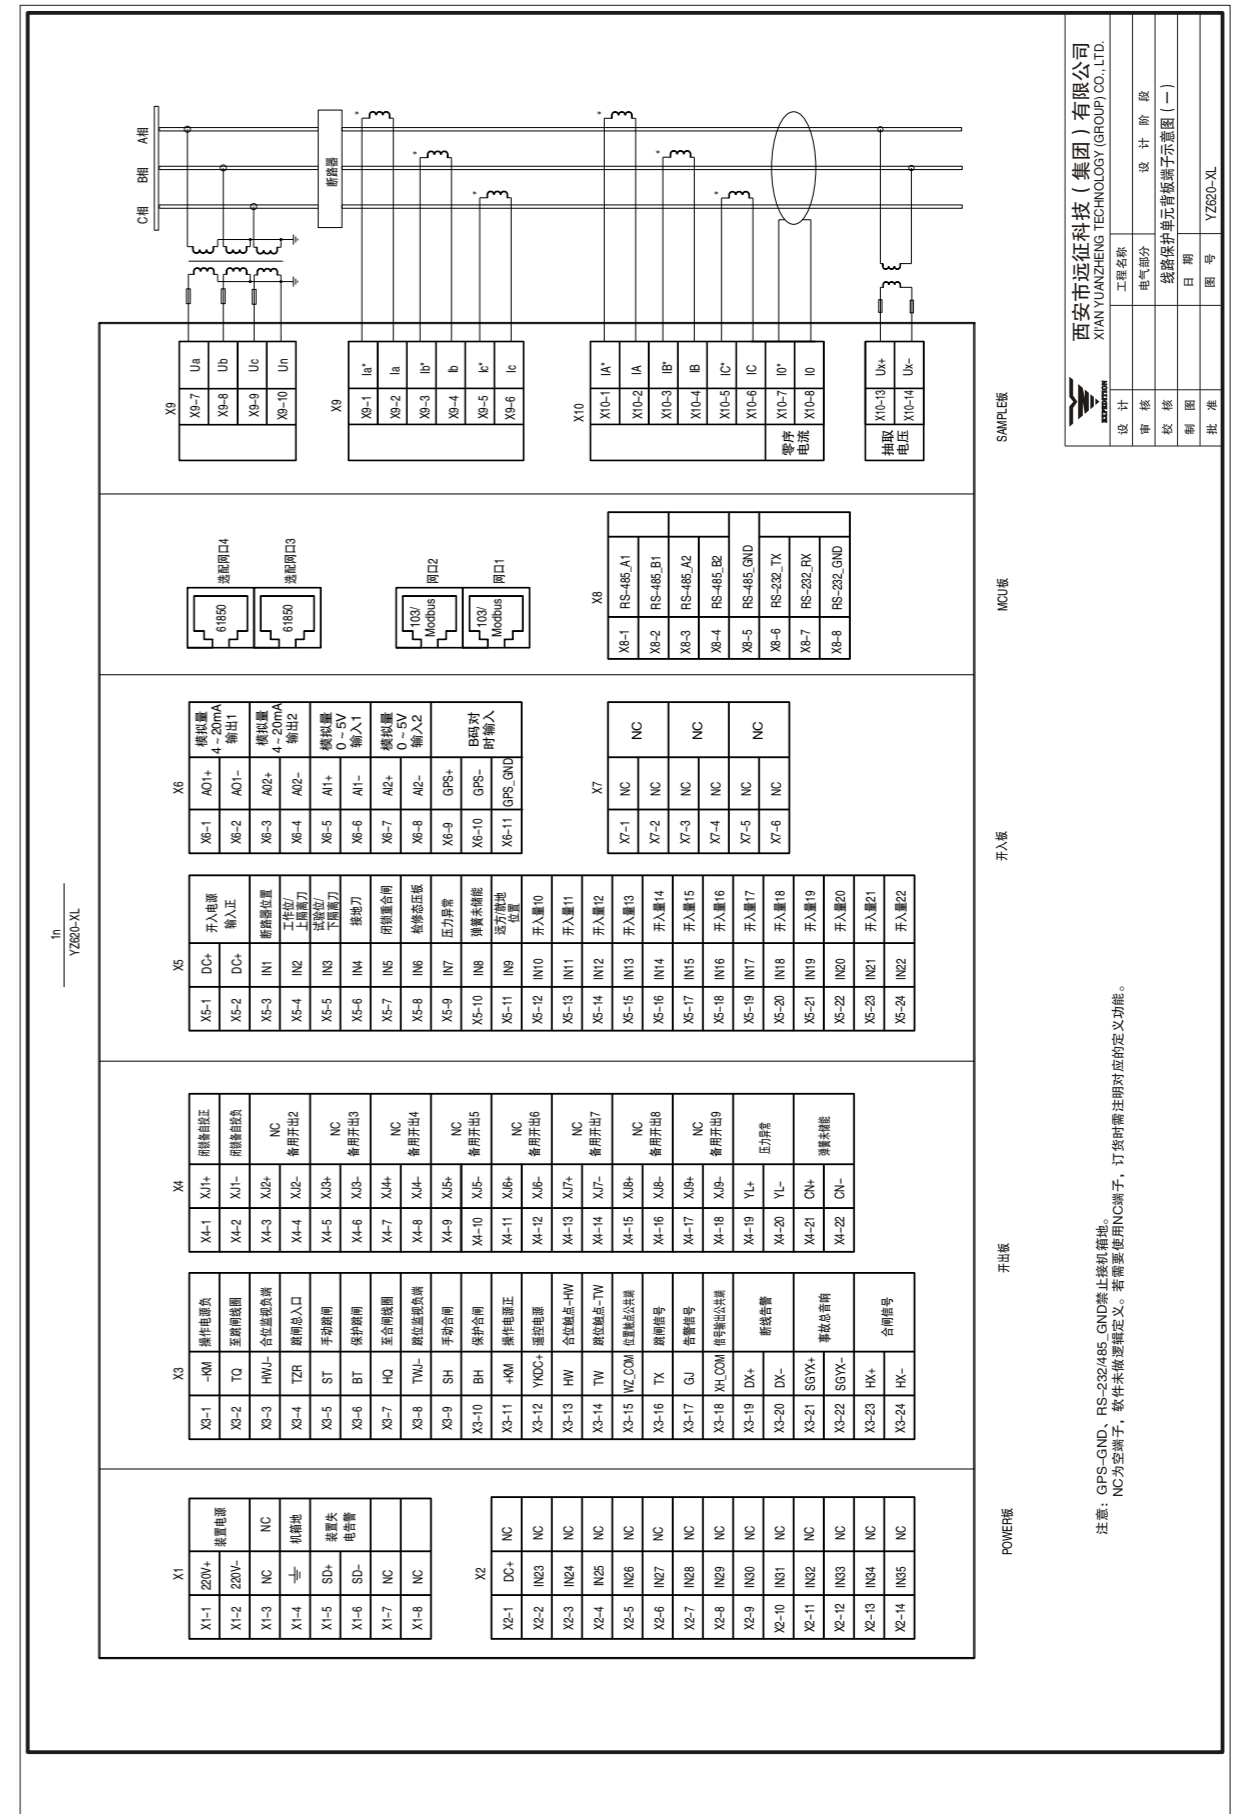 1n
YZ620-XL
X1
X1-1 220V+ 装置电源
X1-2 220V-
X1-3 NC NC
X1-4 机箱地
X1-5 SD+ 装置失电告警
X1-6 SD-
X1-7 NC
X1-8 NC
X2
X2-1 DC+ NC
X2-2 IN23 NC
X2-3 IN24 NC
X2-4 IN25 NC
X2-5 IN26 NC
X2-6 IN27 NC
X2-7 IN28 NC
X2-8 IN29 NC
X2-9 IN30 NC
X2-10 IN31 NC
X2-11 IN32 NC
X2-12 IN33 NC
X2-13 IN34 NC
X2-14 IN35 NC
POWER板
X3
X3-1 -KM 操作电源负
X3-2 TQ 至跳闸线圈
X3-3 HWJ- 合位监视负端
X3-4 TZR 跳闸总入口
X3-5 ST 手动跳闸
X3-6 BT 保护跳闸
X3-7 HQ 至合闸线圈
X3-8 TWJ- 跳位监视负端
X3-9 SH 手动合闸
X3-10 BH 保护合闸
X3-11 +KM 操作电源正
X3-12 YKDC+ 遥控电源
X3-13 HW 合位触点-HW
X3-14 TW 跳位触点-TW
X3-15 WZ_COM 位置触点公共端
X3-16 TX 跳闸信号
X3-17 GJ 告警信号
X3-18 XH_COM 信号输出公共端
X3-19 DX+ 断线告警
X3-20 DX-
X3-21 SGYX+ 事故总音响
X3-22 SGYX-
X3-23 HX+ 合闸信号
X3-24 HX-
X4
X4-1 XJ1+ 闭锁备自投正
X4-2 XJ1- 闭锁备自投负
X4-3 XJ2+ NC
X4-4 XJ2- 备用开出2
X4-5 XJ3+ NC
X4-6 XJ3- 备用开出3
X4-7 XJ4+ NC
X4-8 XJ4- 备用开出4
X4-9 XJ5+ NC
X4-10 XJ5- 备用开出5
X4-11 XJ6+ NC
X4-12 XJ6- 备用开出6
X4-13 XJ7+ NC
X4-14 XJ7- 备用开出7
X4-15 XJ8+ NC
X4-16 XJ8- 备用开出8
X4-17 XJ9+ NC
X4-18 XJ9- 备用开出9
X4-19 YL+ 压力异常
X4-20 YL-
X4-21 CN+ 弹簧未储能
X4-22 CN-
开出板
X5
X5-1 DC+ 开入电源
X5-2 DC+ 输入正
X5-3 IN1 断路器位置
X5-4 IN2 工作位/上隔离刀
X5-5 IN3 试验位/下隔离刀
X5-6 IN4 接地刀
X5-7 IN5 闭锁重合闸
X5-8 IN6 检修态压板
X5-9 IN7 压力异常
X5-10 IN8 弹簧未储能
X5-11 IN9 远方/就地位置
X5-12 IN10 开入量10
X5-13 IN11 开入量11
X5-14 IN12 开入量12
X5-15 IN13 开入量13
X5-16 IN14 开入量14
X5-17 IN15 开入量15
X5-18 IN16 开入量16
X5-19 IN17 开入量17
X5-20 IN18 开入量18
X5-21 IN19 开入量19
X5-22 IN20 开入量20
X5-23 IN21 开入量21
X5-24 IN22 开入量22
X6
X6-1 AO1+ 模拟量
X6-2 AO1- 4~20mA 输出1
X6-3 A02+ 模拟量
X6-4 A02- 4~20mA 输出2
X6-5 AI1+ 模拟量
X6-6 AI1- 0~5V 输入1
X6-7 AI2+ 模拟量
X6-8 AI2- 0~5V 输入2
X6-9 GPS+ B码对
X6-10 GPS- 时输入
X6-11 GPS_GND
X7
X7-1 NC NC
X7-2 NC
X7-3 NC NC
X7-4 NC
X7-5 NC NC
X7-6 NC
开入板
61850 选配网口4
61850 选配网口3
103/Modbus 网口2
103/Modbus 网口1
X8
X8-1 RS-485_A1
X8-2 RS-485_B1
X8-3 RS-485_A2
X8-4 RS-485_B2
X8-5 RS-485_GND
X8-6 RS-232_TX
X8-7 RS-232_RX
X8-8 RS-232_GND
MCU板
X9
X9-7 Ua
X9-8 Ub
X9-9 Uc
X9-10 Un
X9
X9-1 Ia*
X9-2 Ia
X9-3 Ib*
X9-4 Ib
X9-5 Ic*
X9-6 Ic
X10
X10-1 IA*
X10-2 IA
X10-3 IB*
X10-4 IB
X10-5 IC*
X10-6 IC
零序电流 X10-7 I0*
X10-8 I0
抽取电压 X10-13 Ux+
X10-14 Ux-
SAMPLE板
A相
B相
C相
断路器
注意：GPS-GND、RS-232/485_GND禁止接机箱地。
NC为空端子，软件未做逻辑定义。若需要使用NC端子，订货时需注明对应的定义功能。
EXPEDITION
西安市远征科技（集团）有限公司
XI'AN YUANZHENG TECHNOLOGY (GROUP) CO., LTD.
设 计 工程名称
审 核 电气部分 设 计 阶 段
校 核 线路保护单元背板端子示意图（一）
制 图 日 期
批 准 图 号 YZ620-XL